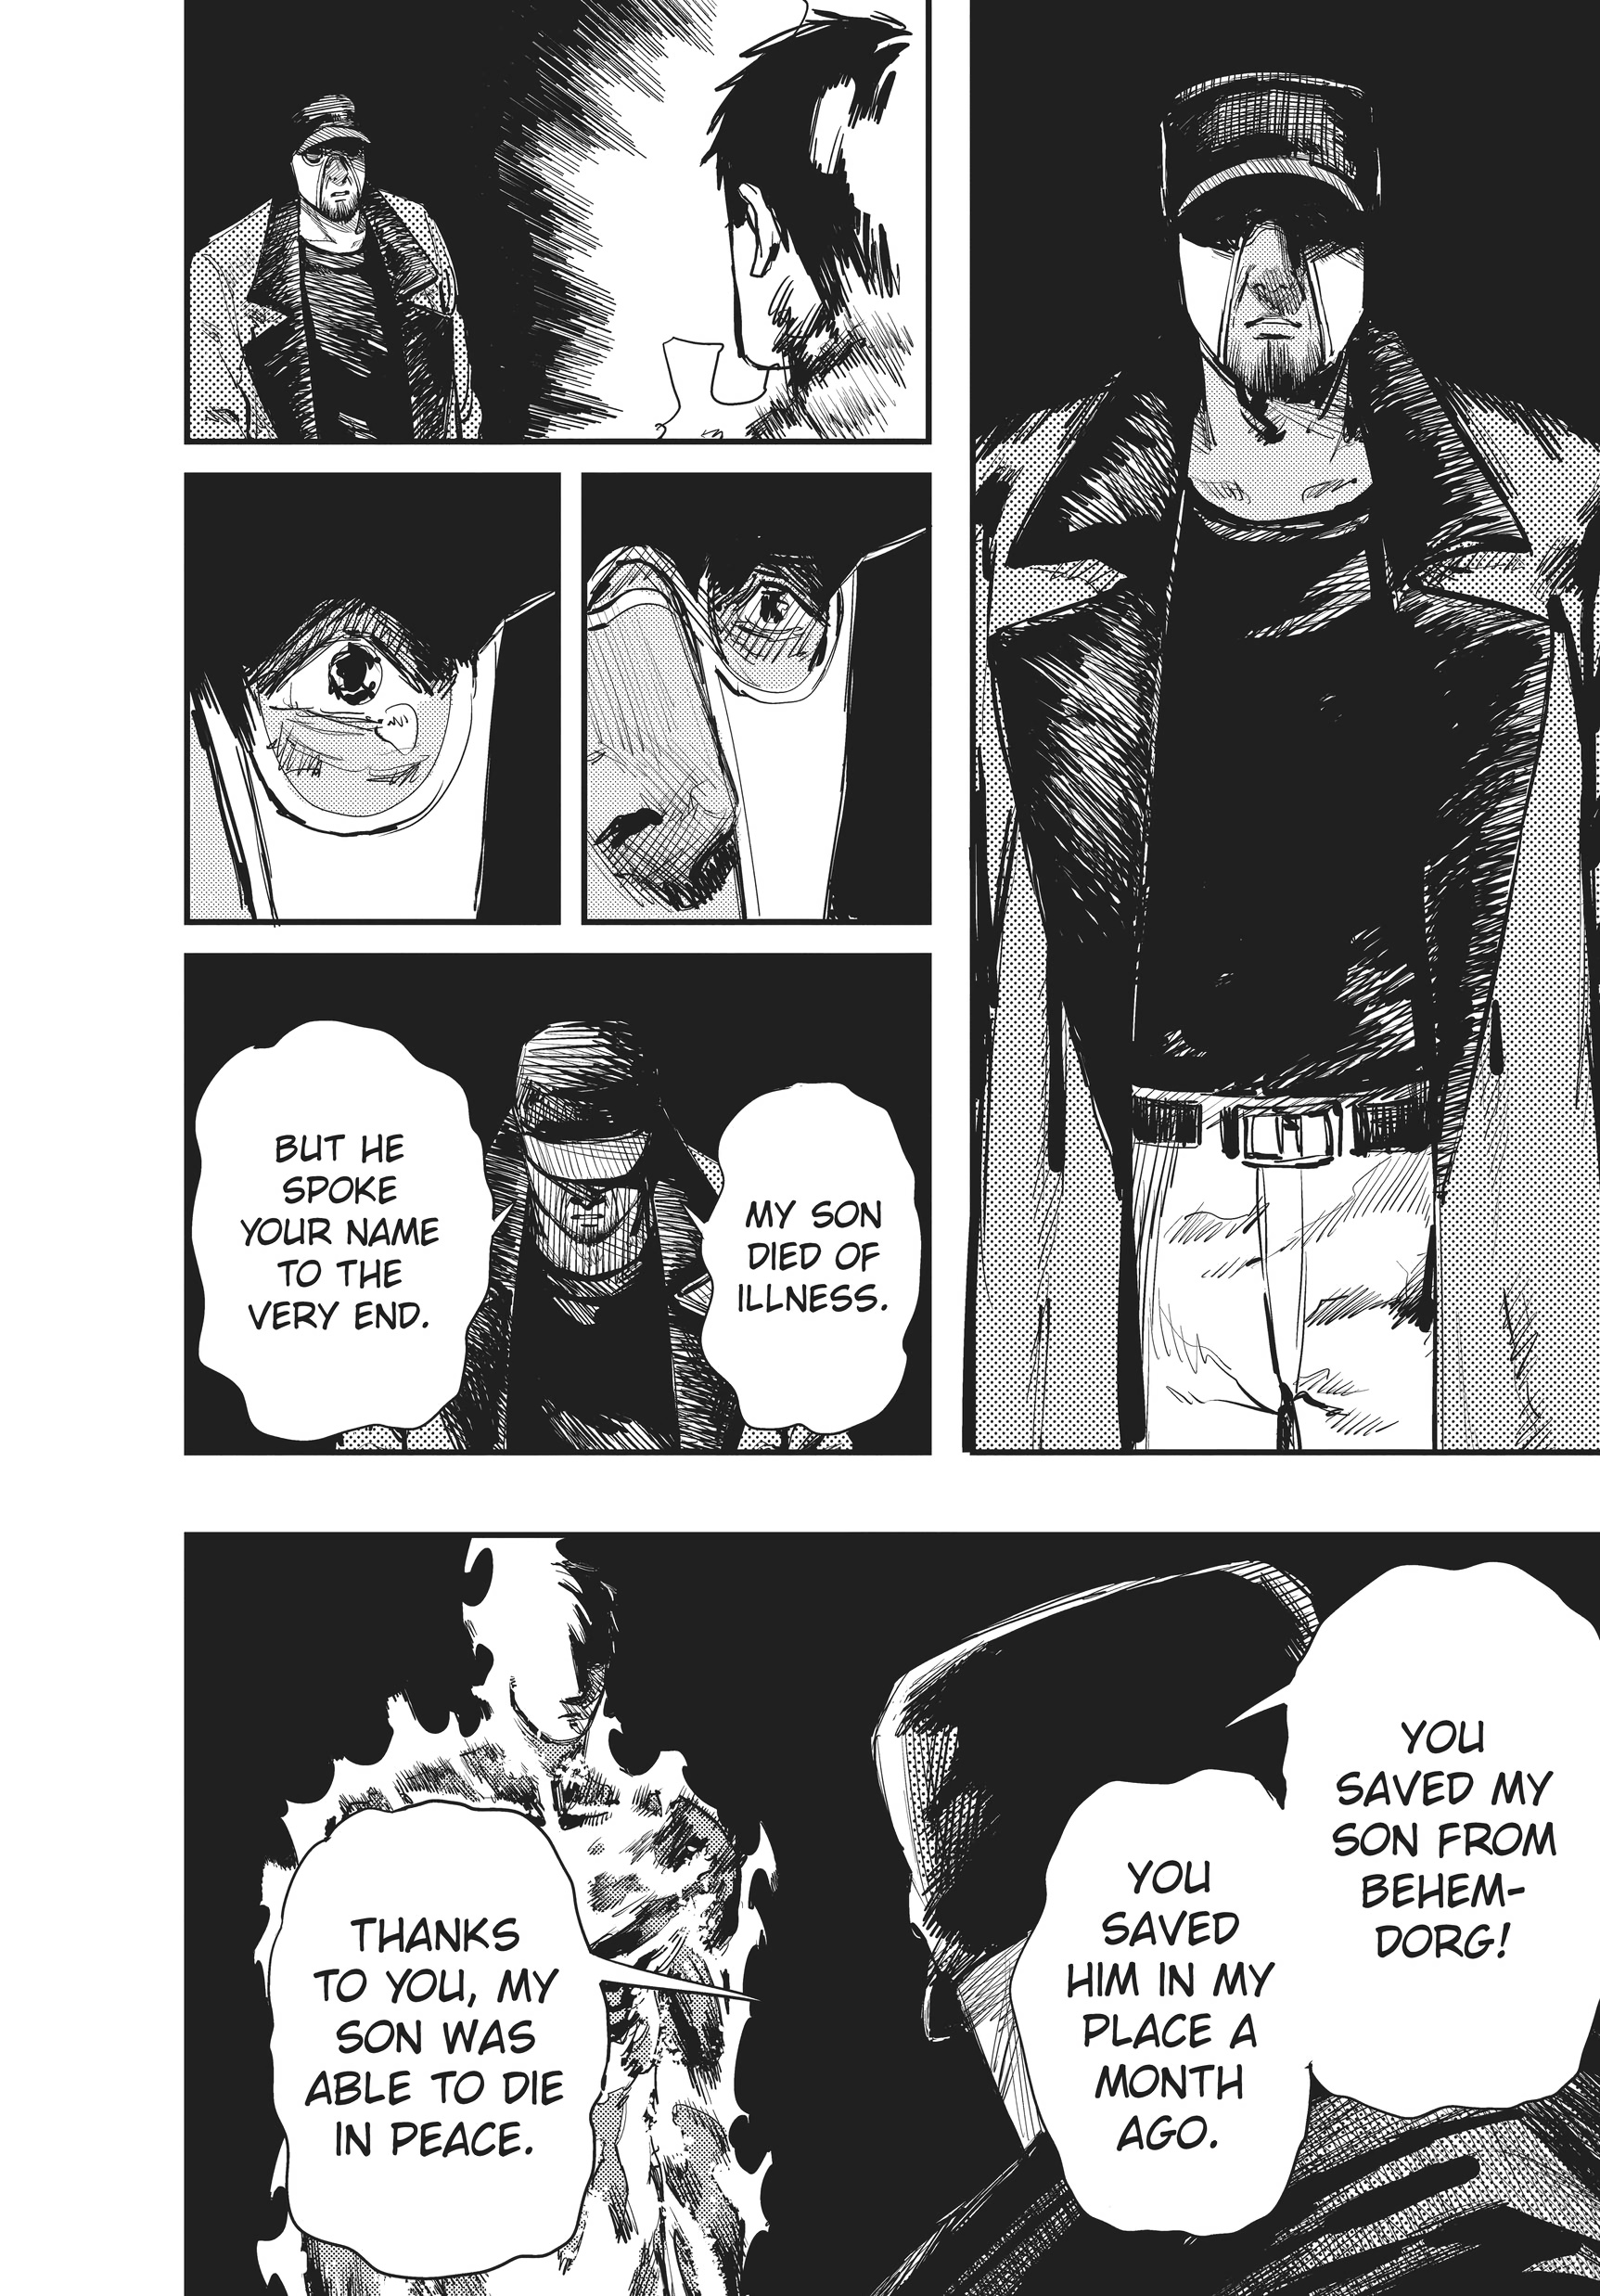 MY SON
DIED OF
ILLNESS.
BUT HE
SPOKE
YOUR NAME
TO THE
VERY END.
YOU
SAVED MY
SON FROM
BEHEM-
DORG!
YOU
SAVED
HIM IN MY
PLACE A
MONTH
AGO.
THANKS
TO YOU, MY
SON WAS
ABLE TO DIE
IN PEACE.